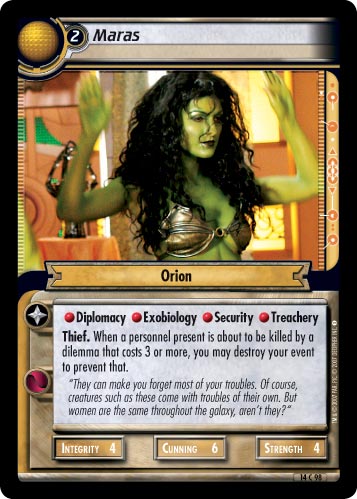 2 Maras
Orion
Diplomacy Exobiology Security Treachery
Thief. When a personnel present is about to be killed by a
dilemma that costs 3 or more, you may destroy your event
to prevent that.
"They can make you forget most of your troubles. Of course,
creatures such as these come with troubles of their own. But
women are the same throughout the galaxy, aren't they?"
INTEGRITY 4 CUNNING 6 STRENGTH 4
14 C 98